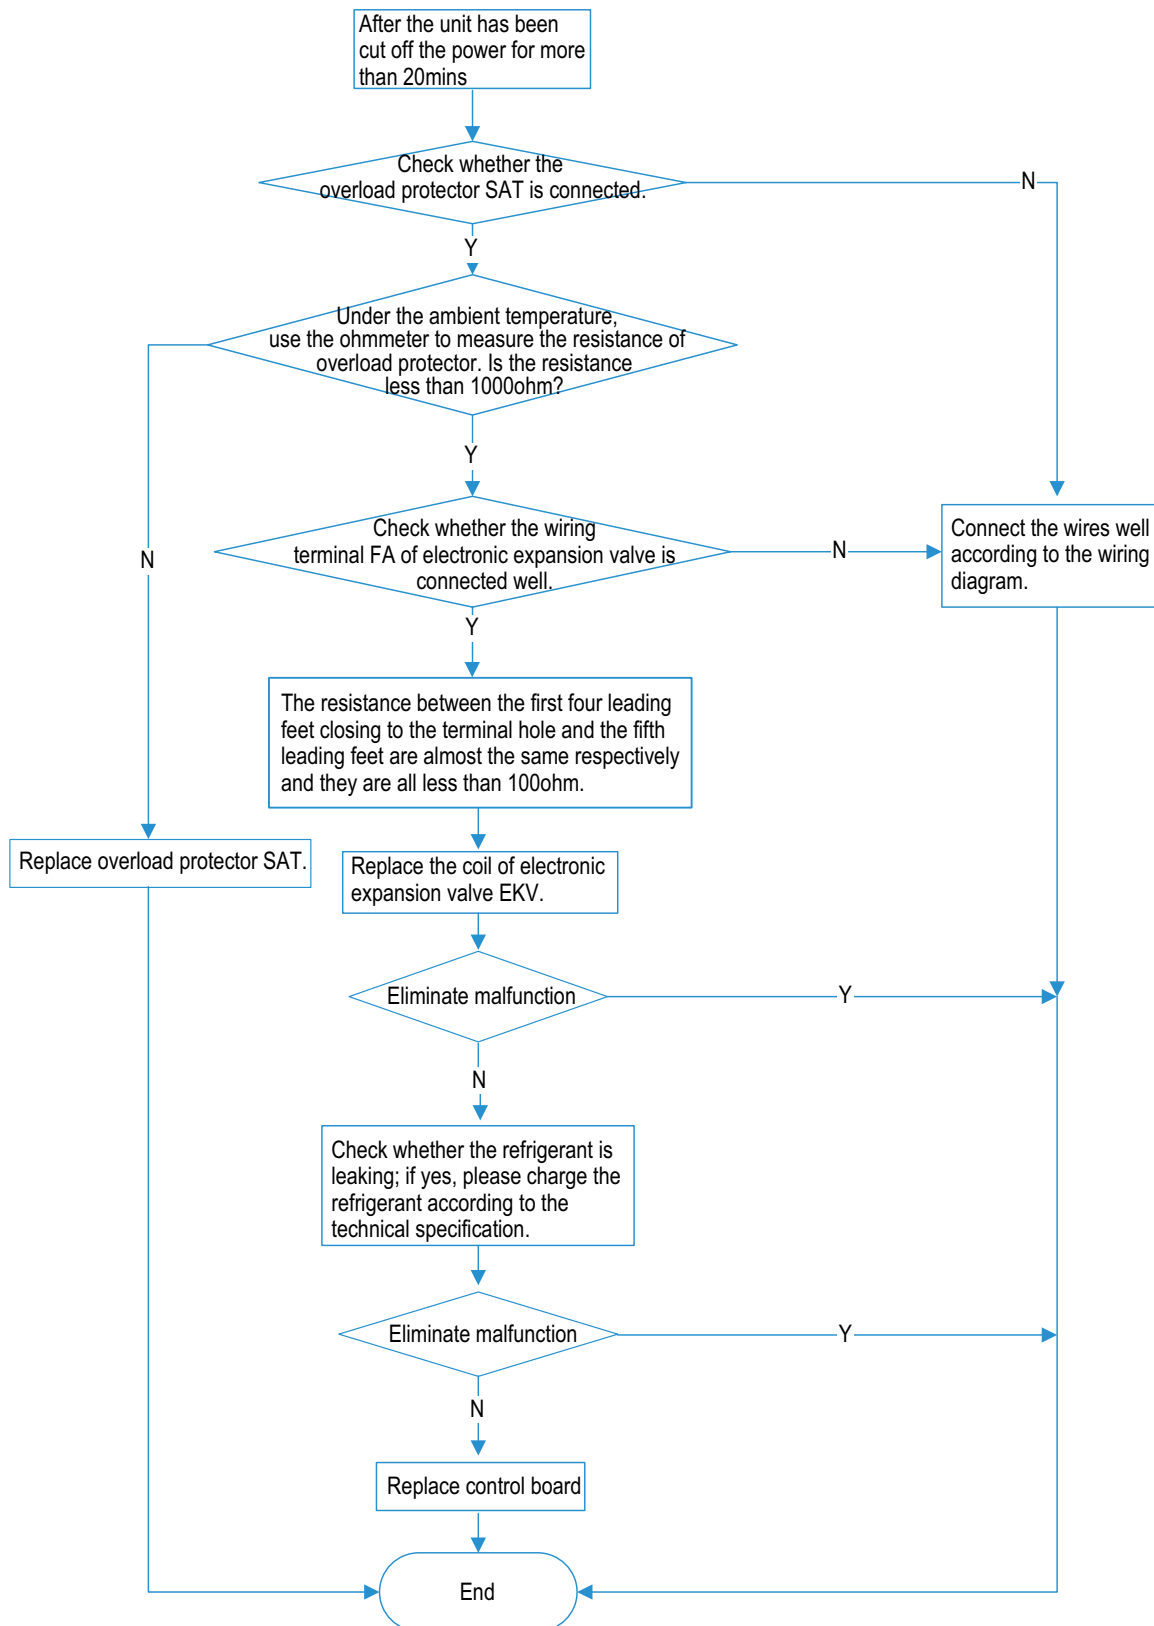 After the unit has been
cut off the power for more
than 20mins
Check whether the
overload protector SAT is connected.
N
Y
Under the ambient temperature,
use the ohmmeter to measure the resistance of
overload protector. Is the resistance
less than 1000ohm?
Y
N
Check whether the wiring
terminal FA of electronic expansion valve is
connected well.
N
Connect the wires well
according to the wiring
diagram.
Y
The resistance between the first four leading
feet closing to the terminal hole and the fifth
leading feet are almost the same respectively
and they are all less than 100ohm.
Replace overload protector SAT.
Replace the coil of electronic
expansion valve EKV.
Eliminate malfunction
Y
N
Check whether the refrigerant is
leaking; if yes, please charge the
refrigerant according to the
technical specification.
Eliminate malfunction
Y
N
Replace control board
End